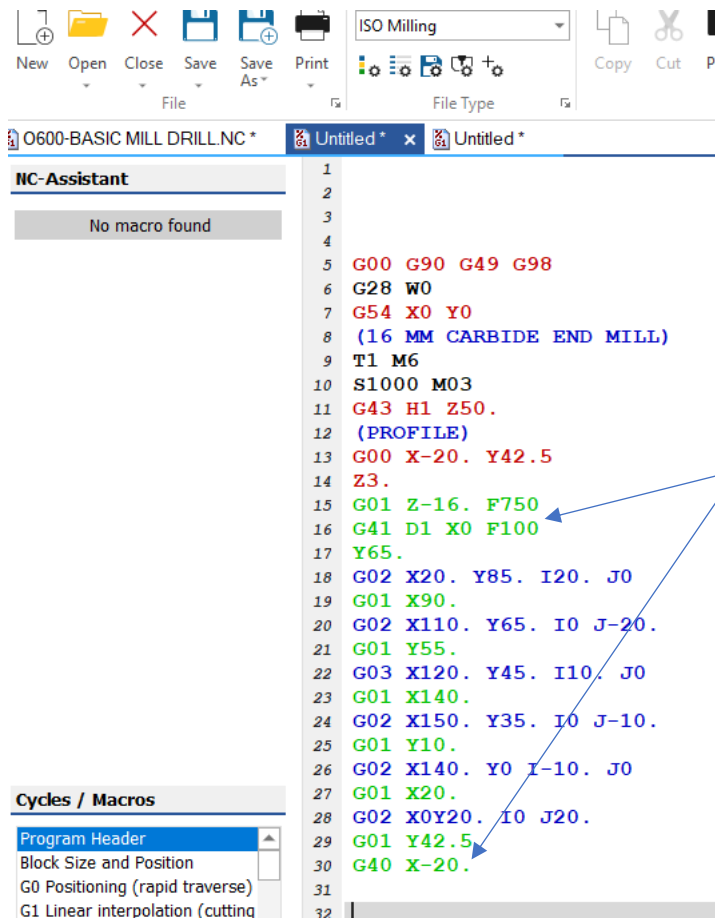 ISO Milling
New Open Close Save Save As Print Copy Cut
File File Type
O600-BASIC MILL DRILL.NC * Untitled * x Untitled *
NC-Assistant
No macro found
1
2
3
4
5 G00 G90 G49 G98
6 G28 W0
7 G54 X0 Y0
8 (16 MM CARBIDE END MILL)
9 T1 M6
10 S1000 M03
11 G43 H1 Z50.
12 (PROFILE)
13 G00 X-20. Y42.5
14 Z3.
15 G01 Z-16. F750
16 G41 D1 X0 F100
17 Y65.
18 G02 X20. Y85. I20. J0
19 G01 X90.
20 G02 X110. Y65. I0 J-20.
21 G01 Y55.
22 G03 X120. Y45. I10. J0
23 G01 X140.
24 G02 X150. Y35. I0 J-10.
25 G01 Y10.
26 G02 X140. Y0 I-10. J0
27 G01 X20.
28 G02 X0Y20. I0 J20.
29 G01 Y42.5
30 G40 X-20.
31
32
Cycles / Macros
Program Header
Block Size and Position
G0 Positioning (rapid traverse)
G1 Linear interpolation (cutting